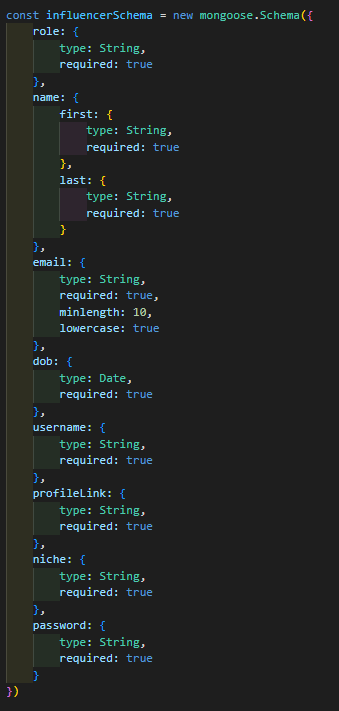 const influencerSchema = new mongoose.Schema({
    role: {
        type: String,
        required: true
    },
    name: {
        first: {
            type: String,
            required: true
        },
        last: {
            type: String,
            required: true
        }
    },
    email: {
        type: String,
        required: true,
        minlength: 10,
        lowercase: true
    },
    dob: {
        type: Date,
        required: true
    },
    username: {
        type: String,
        required: true
    },
    profileLink: {
        type: String,
        required: true
    },
    niche: {
        type: String,
        required: true
    },
    password: {
        type: String,
        required: true
    }
})